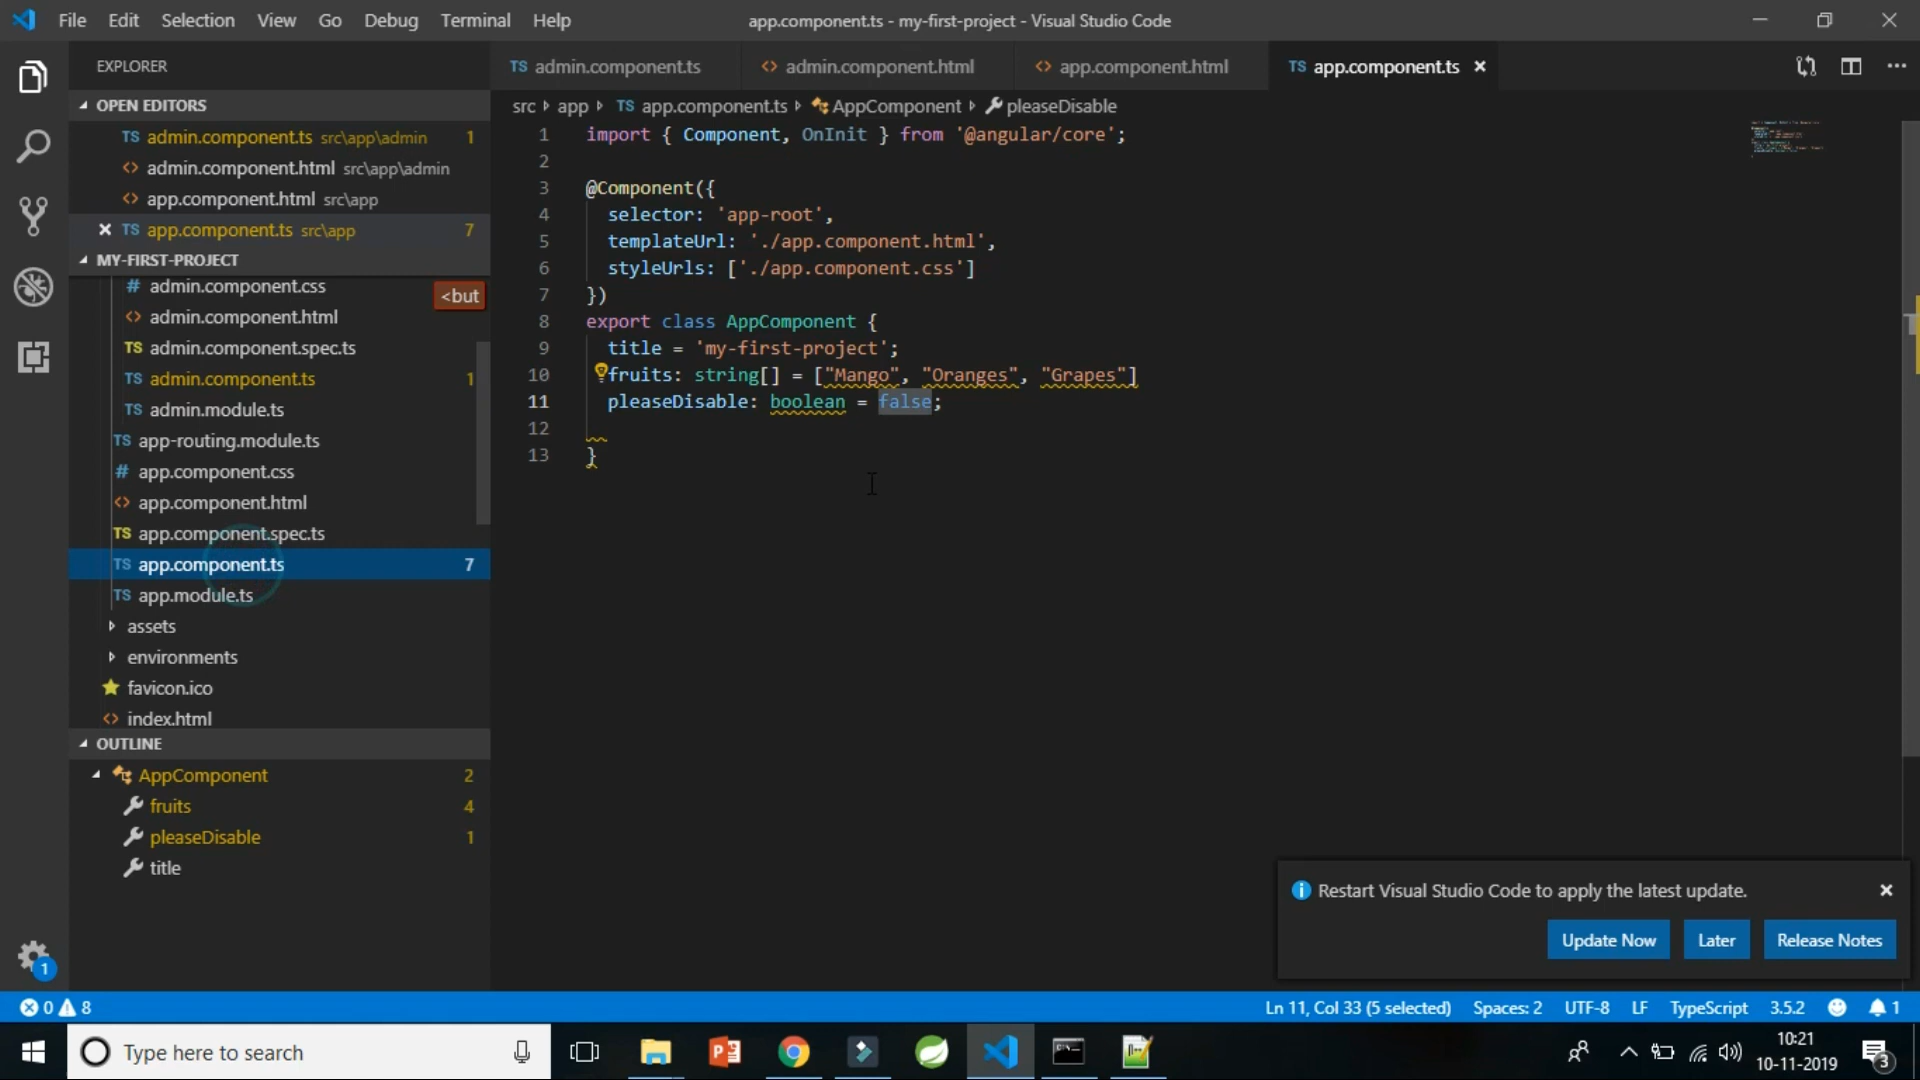 File Edit Selection View Go Debug Terminal Help
app.component.ts - my-first-project - Visual Studio Code
EXPLORER
OPEN EDITORS
TS admin.component.ts src\app\admin 1
<> admin.component.html src\app\admin
<> app.component.html src\app
TS app.component.ts src\app 7
MY-FIRST-PROJECT
# admin.component.css
<but
<> admin.component.html
TS admin.component.spec.ts
TS admin.component.ts 1
TS admin.module.ts
TS app-routing.module.ts
# app.component.css
<> app.component.html
TS app.component.spec.ts
TS app.component.ts 7
TS app.module.ts
assets
environments
favicon.ico
<> index.html
OUTLINE
AppComponent 2
fruits 4
pleaseDisable 1
title
1
TS admin.component.ts <> admin.component.html <> app.component.html TS app.component.ts
src app TS app.component.ts AppComponent pleaseDisable
1 import { Component, OnInit } from '@angular/core';
2
3 @Component({
4 selector: 'app-root',
5 templateUrl: './app.component.html',
6 styleUrls: ['./app.component.css']
7 })
8 export class AppComponent {
9 title = 'my-first-project';
10 fruits: string[] = ["Mango", "Oranges", "Grapes"]
11 pleaseDisable: boolean = false;
12
13 }
Restart Visual Studio Code to apply the latest update.
Update Now Later Release Notes
0 8 Ln 11, Col 33 (5 selected) Spaces: 2 UTF-8 LF TypeScript 3.5.2 1
Type here to search
10:21
10-11-2019
3